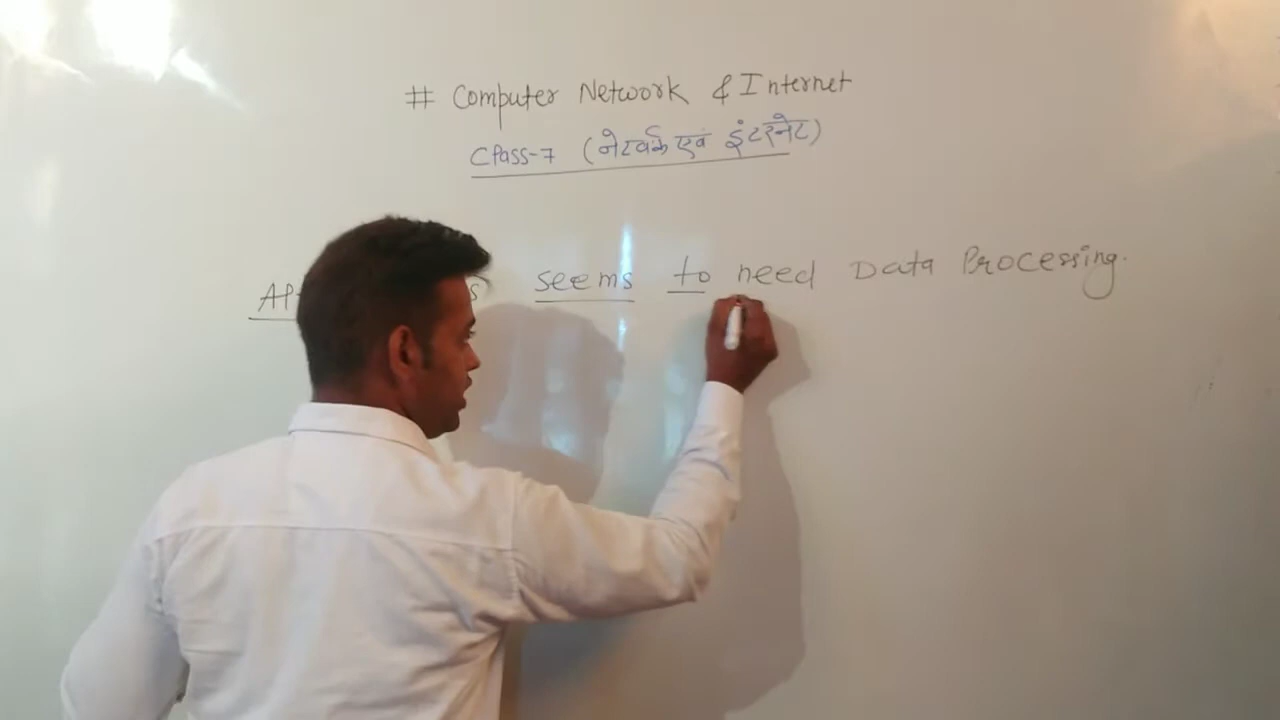 # Computer Network & Internet
Class-7 (नेटवर्क एवं इंटरनेट)
seems to need Data Processing.